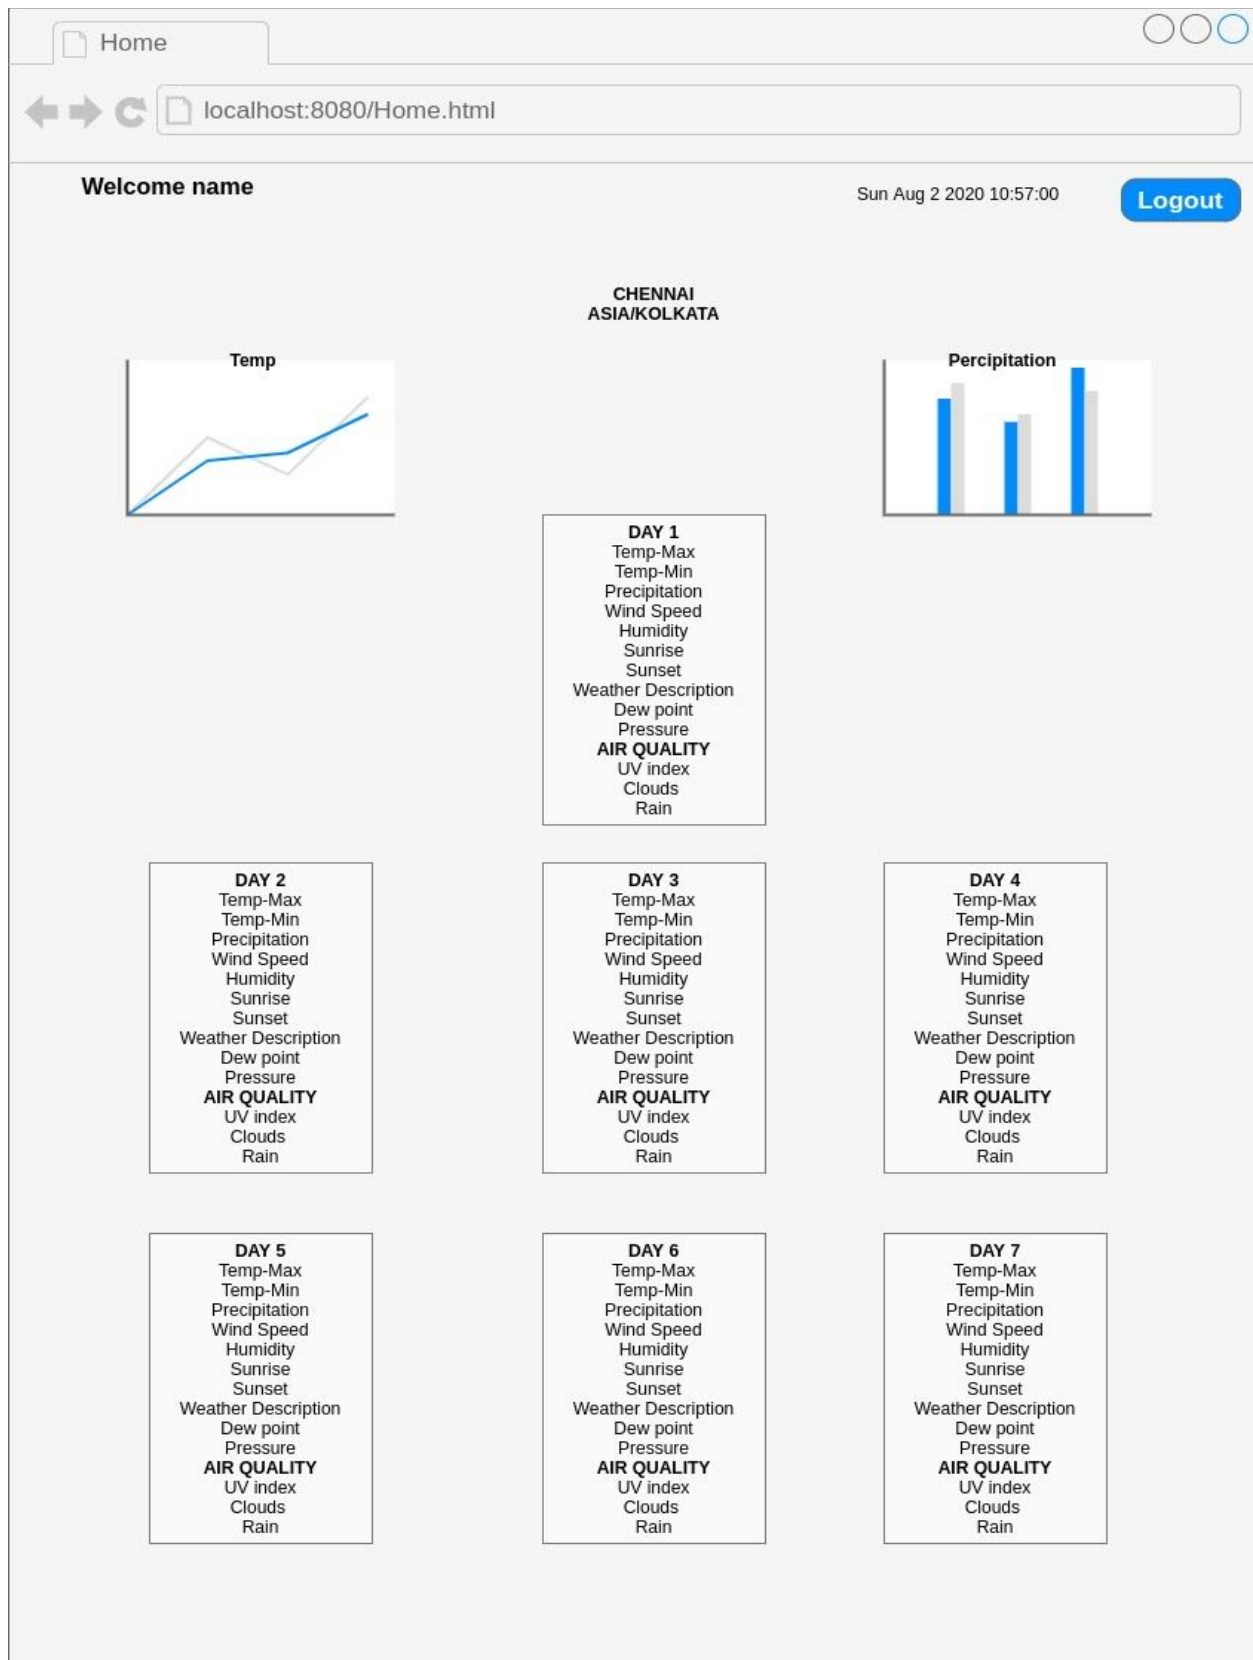 Home
localhost:8080/Home.html
Welcome name
Sun Aug 2 2020 10:57:00
Logout
CHENNAI
ASIA/KOLKATA
Temp
Percipitation
DAY 1
Temp-Max
Temp-Min
Precipitation
Wind Speed
Humidity
Sunrise
Sunset
Weather Description
Dew point
Pressure
AIR QUALITY
UV index
Clouds
Rain
DAY 2
Temp-Max
Temp-Min
Precipitation
Wind Speed
Humidity
Sunrise
Sunset
Weather Description
Dew point
Pressure
AIR QUALITY
UV index
Clouds
Rain
DAY 3
Temp-Max
Temp-Min
Precipitation
Wind Speed
Humidity
Sunrise
Sunset
Weather Description
Dew point
Pressure
AIR QUALITY
UV index
Clouds
Rain
DAY 4
Temp-Max
Temp-Min
Precipitation
Wind Speed
Humidity
Sunrise
Sunset
Weather Description
Dew point
Pressure
AIR QUALITY
UV index
Clouds
Rain
DAY 5
Temp-Max
Temp-Min
Precipitation
Wind Speed
Humidity
Sunrise
Sunset
Weather Description
Dew point
Pressure
AIR QUALITY
UV index
Clouds
Rain
DAY 6
Temp-Max
Temp-Min
Precipitation
Wind Speed
Humidity
Sunrise
Sunset
Weather Description
Dew point
Pressure
AIR QUALITY
UV index
Clouds
Rain
DAY 7
Temp-Max
Temp-Min
Precipitation
Wind Speed
Humidity
Sunrise
Sunset
Weather Description
Dew point
Pressure
AIR QUALITY
UV index
Clouds
Rain